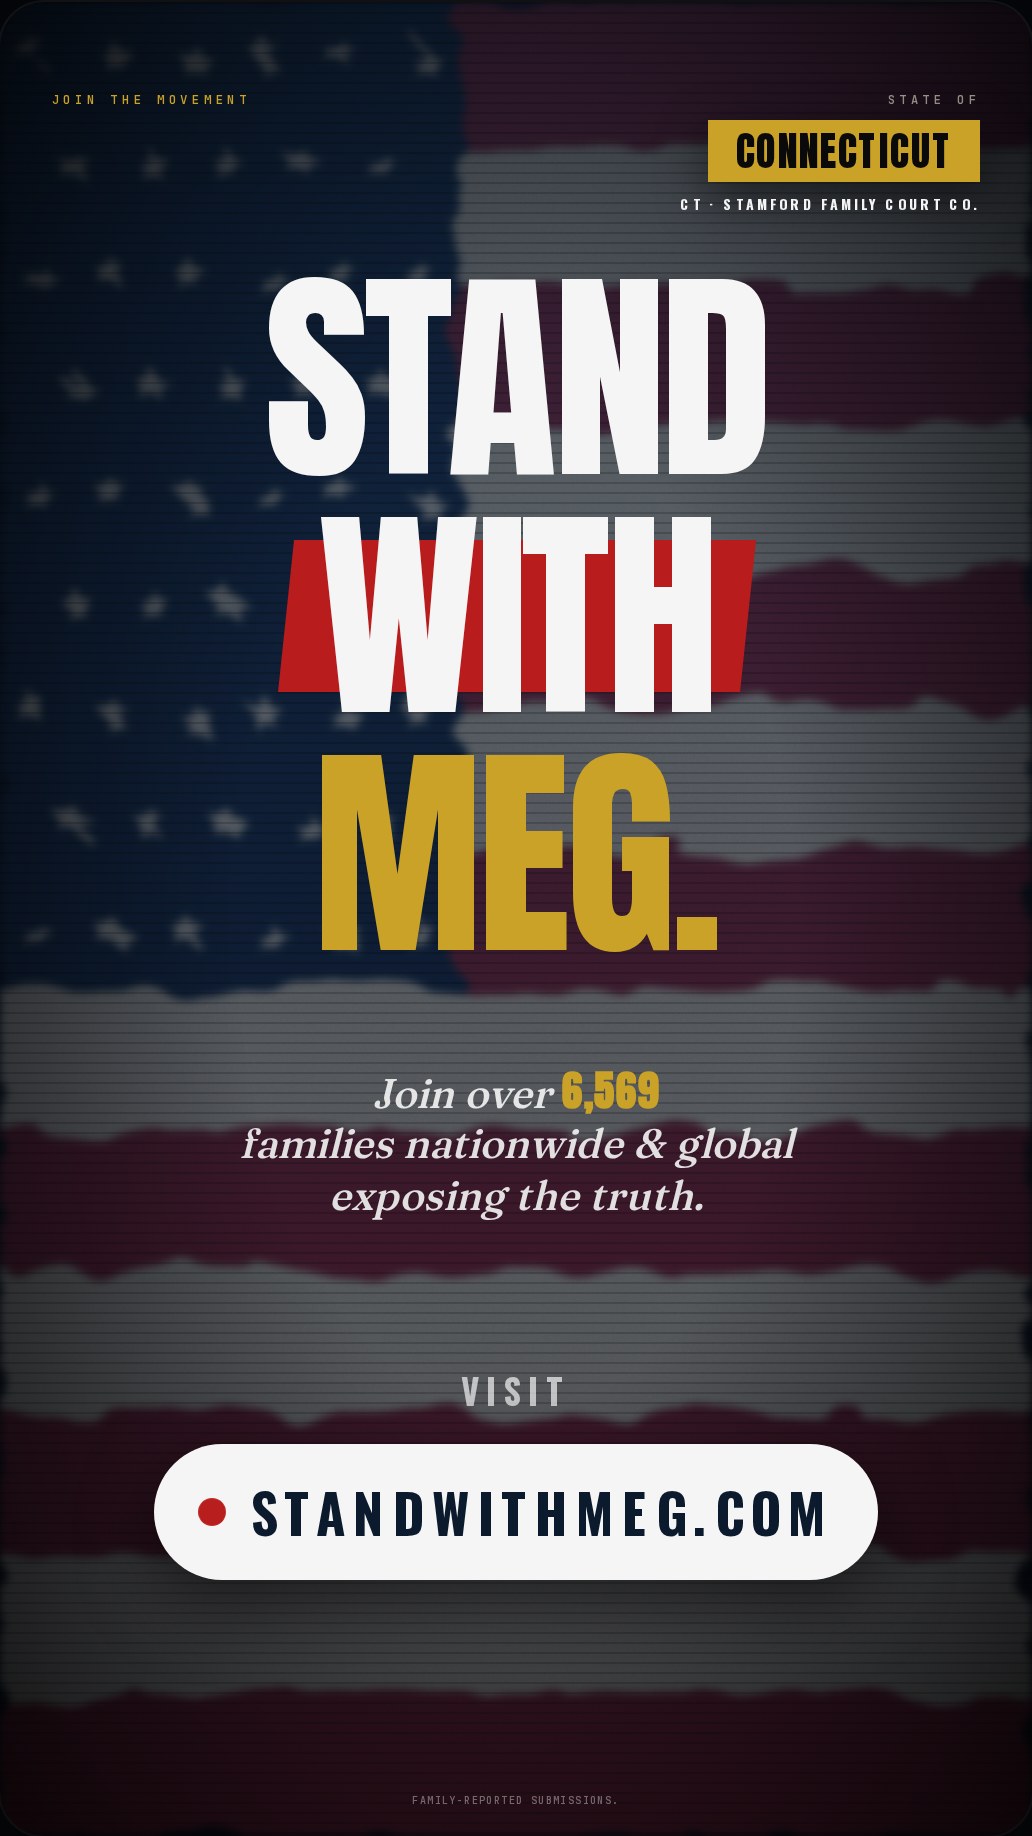 JOIN THE MOVEMENT
STATE OF
CONNECTICUT
CT · STAMFORD FAMILY COURT CO.
STAND
WITH
MEG.
Join over 6,569
families nationwide & global
exposing the truth.
VISIT
STANDWITHMEG.COM
FAMILY-REPORTED SUBMISSIONS.